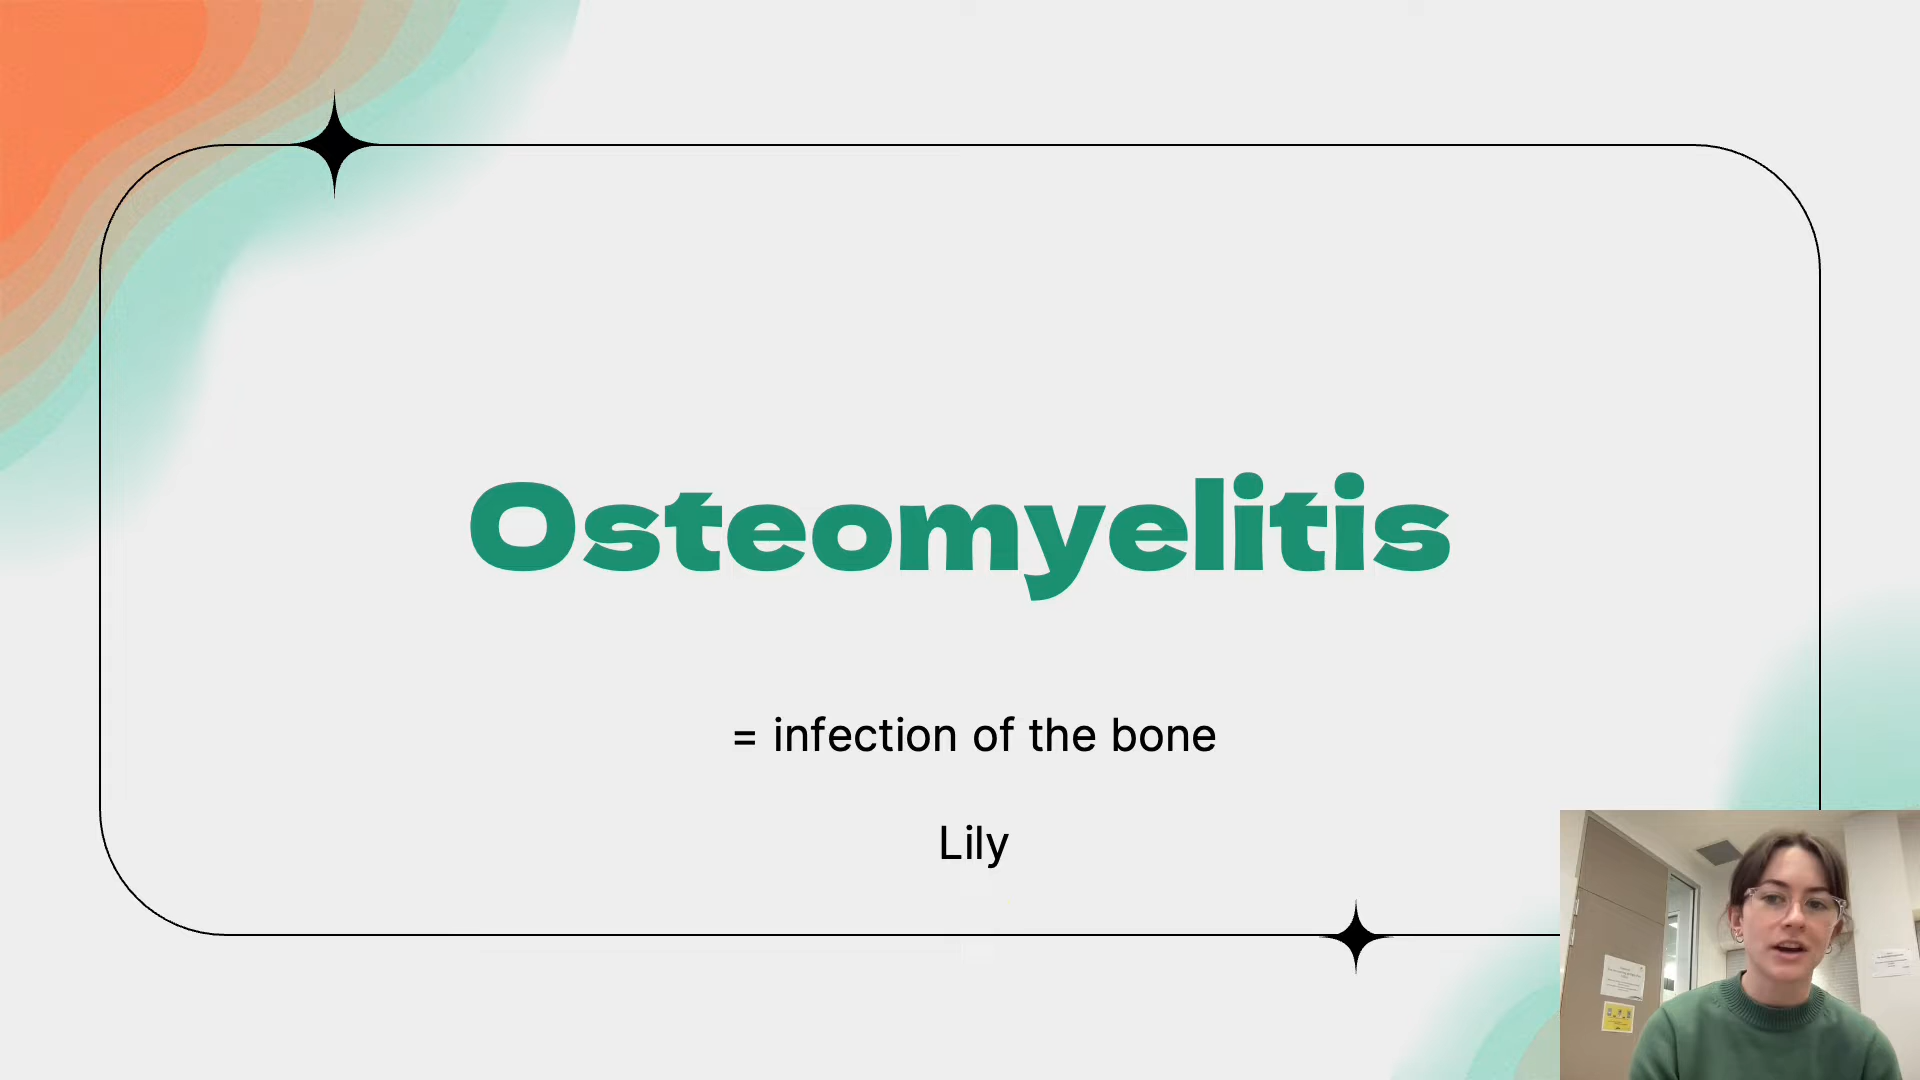 Osteomyelitis
= infection of the bone
Lily